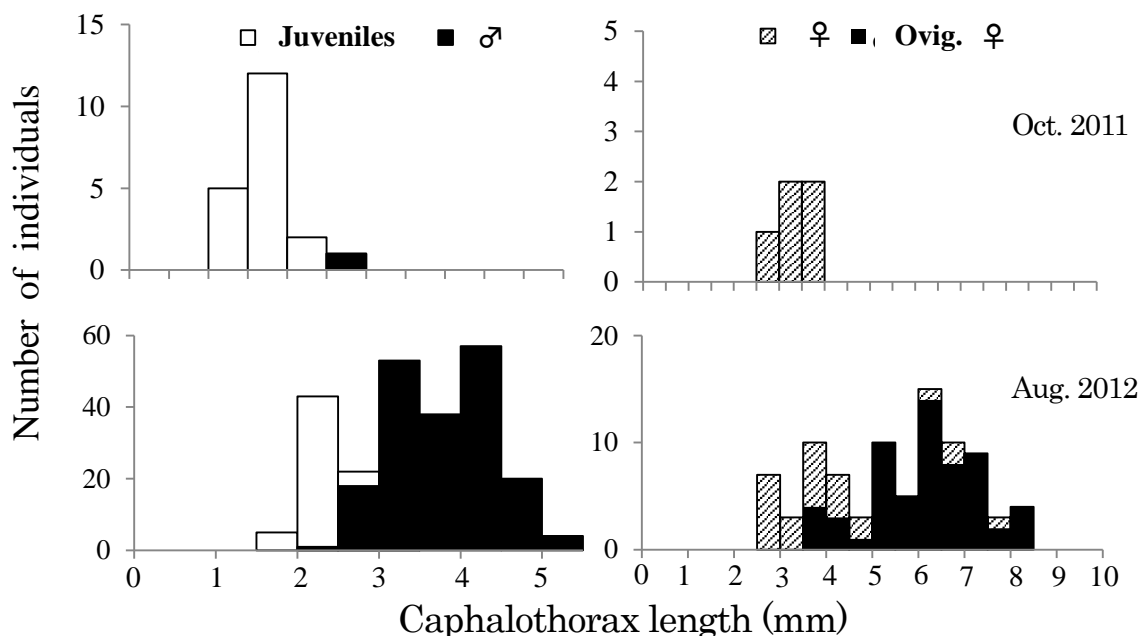 Number of individuals
15
10
5
0
Juveniles ♂
5
4
3
2
1
0
♀ Ovig. ♀
Oct. 2011
60
40
20
0
0 1 2 3 4 5
20
10
0
0 1 2 3 4 5 6 7 8 9 10
Aug. 2012
Caphalothorax length (mm)